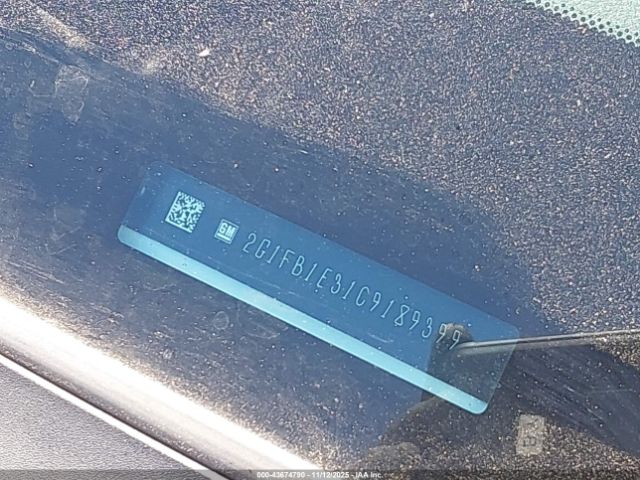 GM 2G1FB1E31C9189399
B
000-43674790 - 11/12/2025 - IAA Inc.